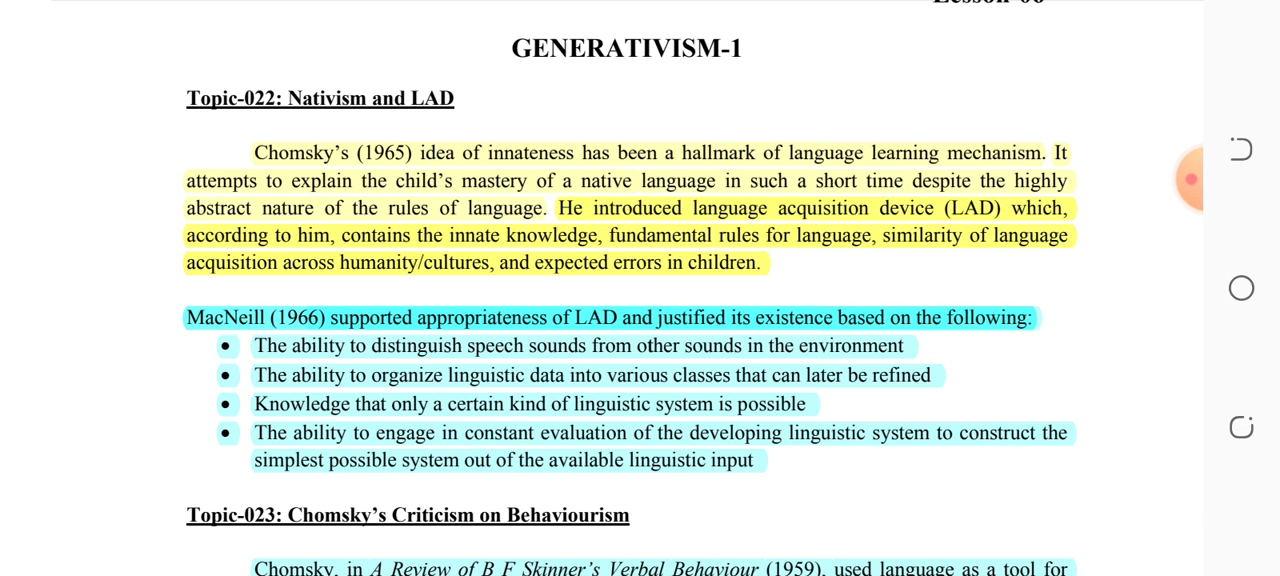 GENERATIVISM-1
Topic-022: Nativism and LAD
Chomsky's (1965) idea of innateness has been a hallmark of language learning mechanism. It
attempts to explain the child's mastery of a native language in such a short time despite the highly
abstract nature of the rules of language. He introduced language acquisition device (LAD) which,
according to him, contains the innate knowledge, fundamental rules for language, similarity of language
acquisition across humanity/cultures, and expected errors in children.
MacNeill (1966) supported appropriateness of LAD and justified its existence based on the following:
• The ability to distinguish speech sounds from other sounds in the environment
• The ability to organize linguistic data into various classes that can later be refined
• Knowledge that only a certain kind of linguistic system is possible
• The ability to engage in constant evaluation of the developing linguistic system to construct the
simplest possible system out of the available linguistic input
Topic-023: Chomsky's Criticism on Behaviourism
Chomsky, in A Review of B F Skinner's Verbal Behaviour (1959), used language as a tool for